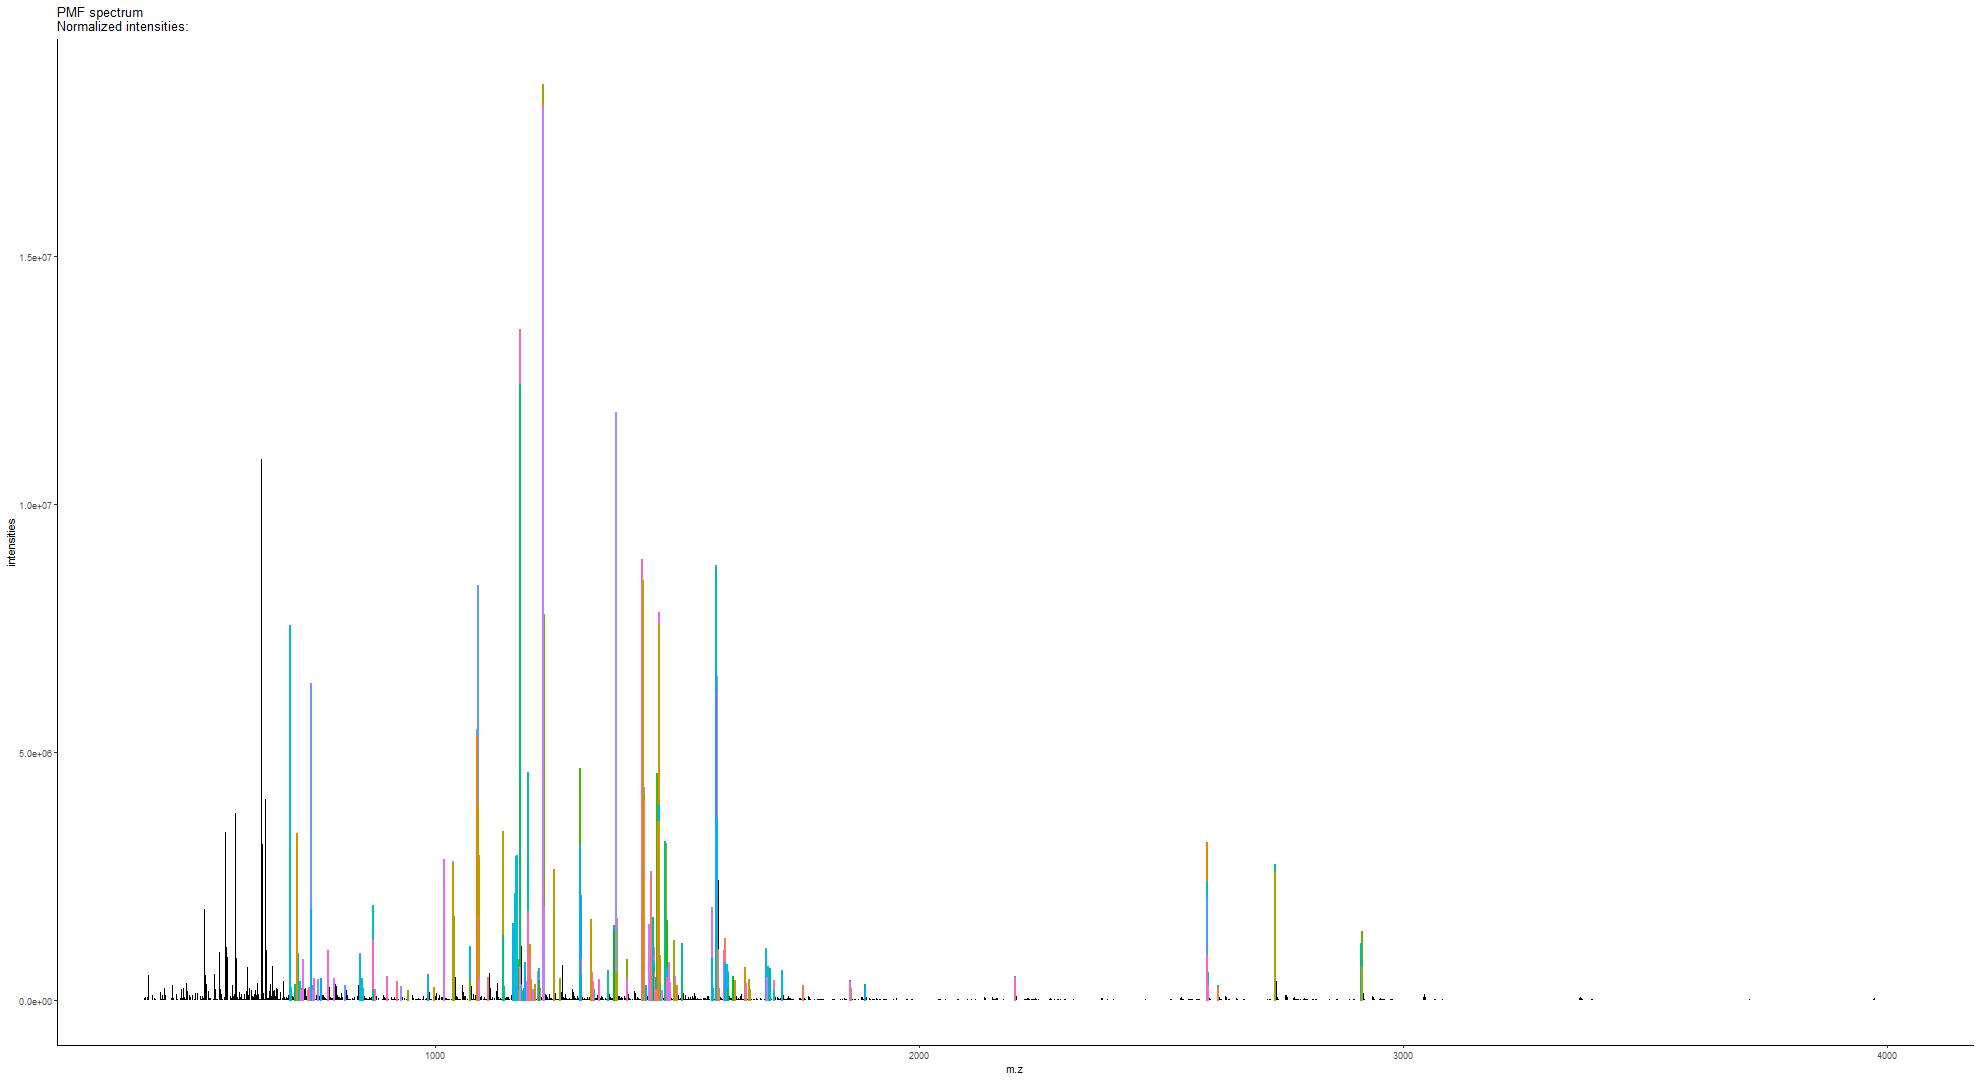 PMF spectrum
Normalized intensities:
1.5e+07
1.0e+07
5.0e+06
0.0e+00
intensities
1000
2000
3000
4000
m.z